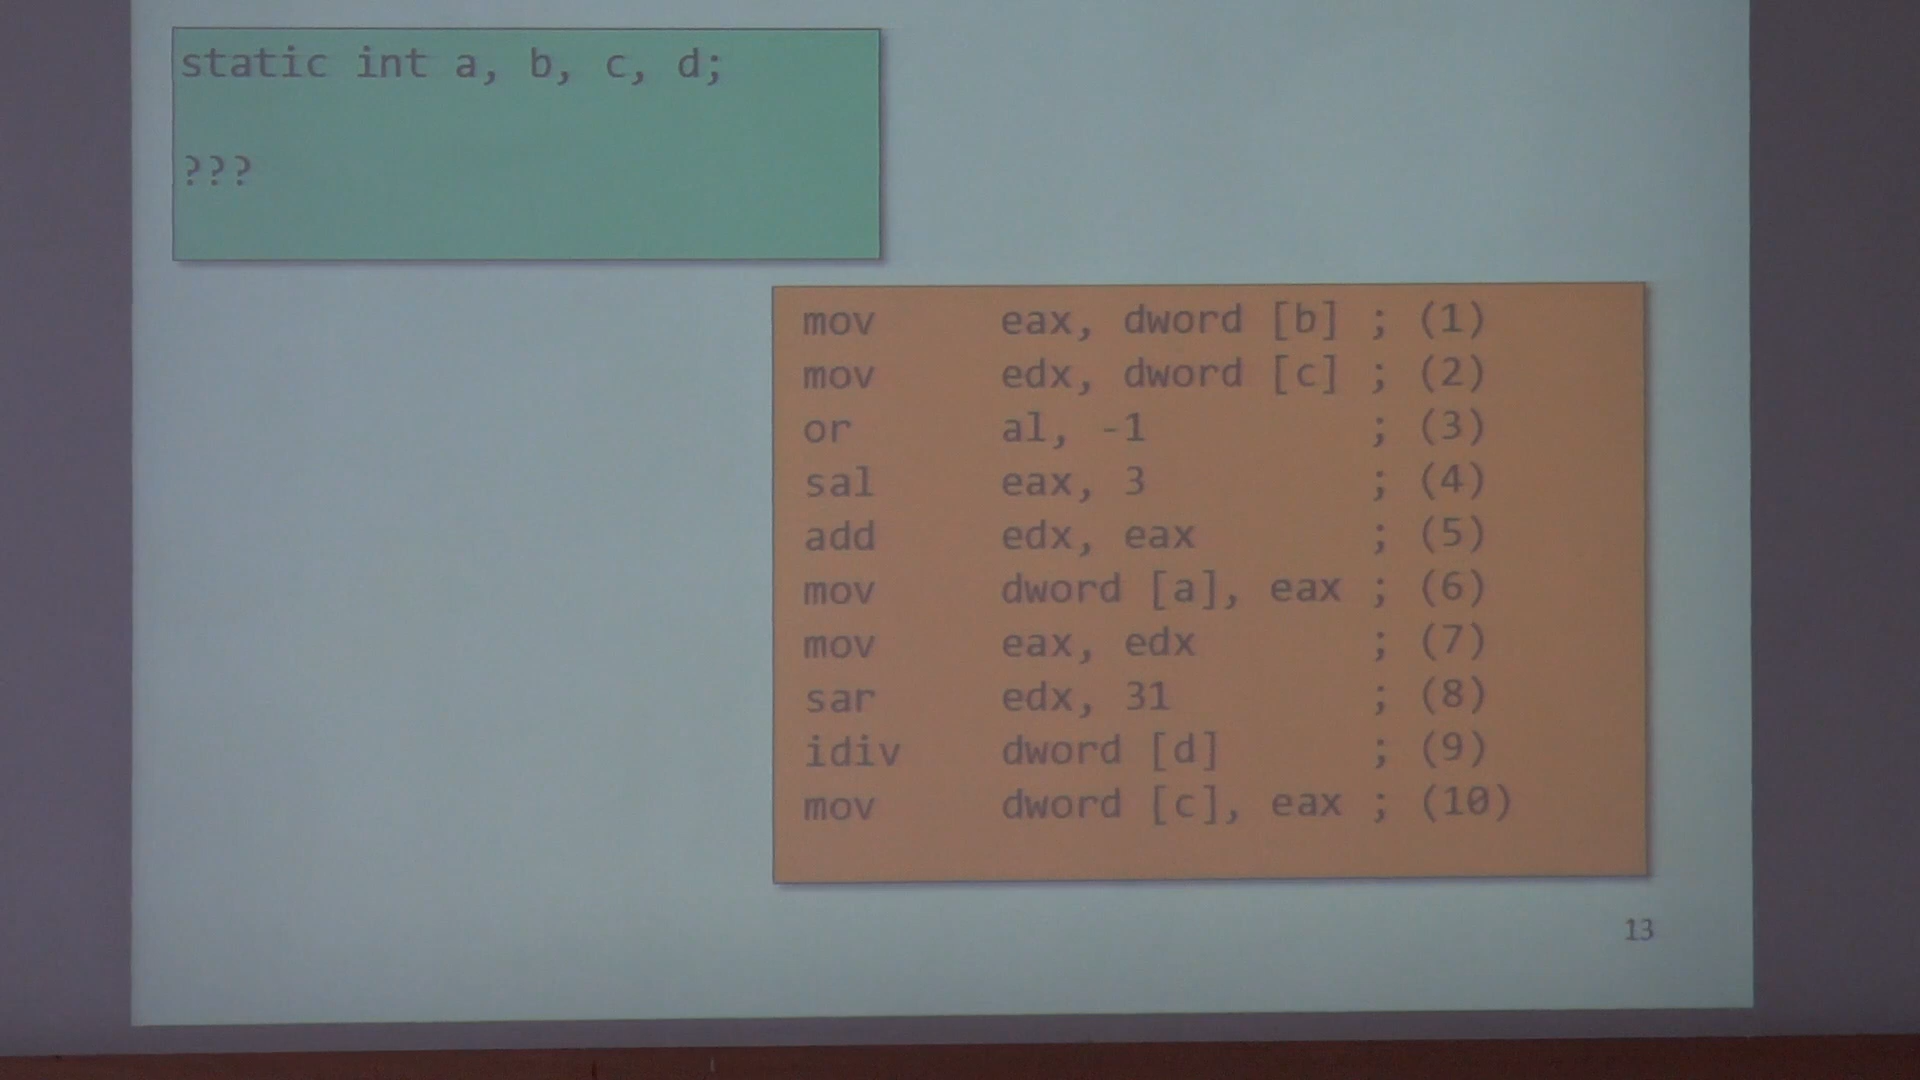 static int a, b, c, d;
???
mov eax, dword [b] ; (1)
mov edx, dword [c] ; (2)
or al, -1 ; (3)
sal eax, 3 ; (4)
add edx, eax ; (5)
mov dword [a], eax ; (6)
mov eax, edx ; (7)
sar edx, 31 ; (8)
idiv dword [d] ; (9)
mov dword [c], eax ; (10)
13